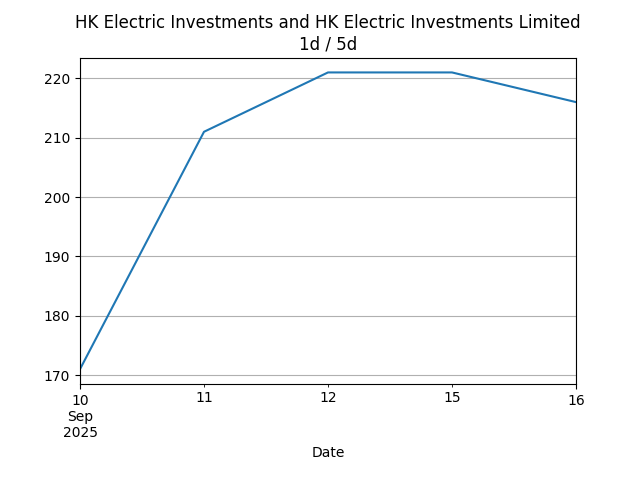 HK Electric Investments and HK Electric Investments Limited
1d / 5d
220
210
200
190
180
170
10 11 12 15 16
Sep
2025
Date